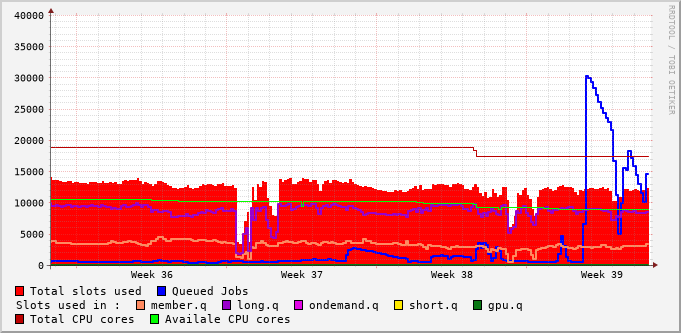 40000
35000
30000
25000
20000
15000
10000
5000
0
Week 36 Week 37 Week 38 Week 39
Total slots used Queued Jobs
Slots used in : member.q long.q ondemand.q short.q gpu.q
Total CPU cores Availale CPU cores
RRDTOOL / TOBI OETIKER